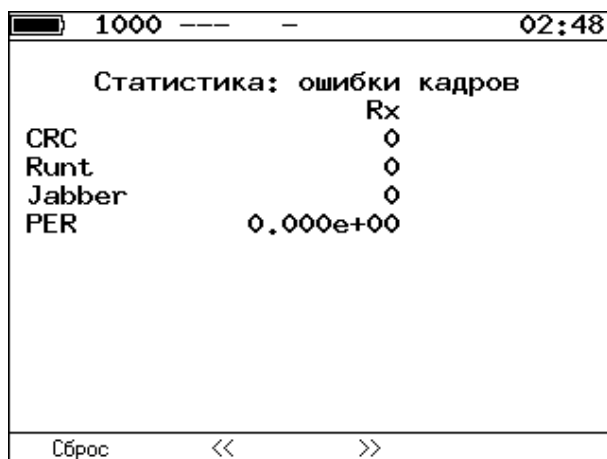 1000 --- - 02:48
Статистика: ошибки кадров
Rx
CRC 0
Runt 0
Jabber 0
PER 0.000e+00
Сброс << >>